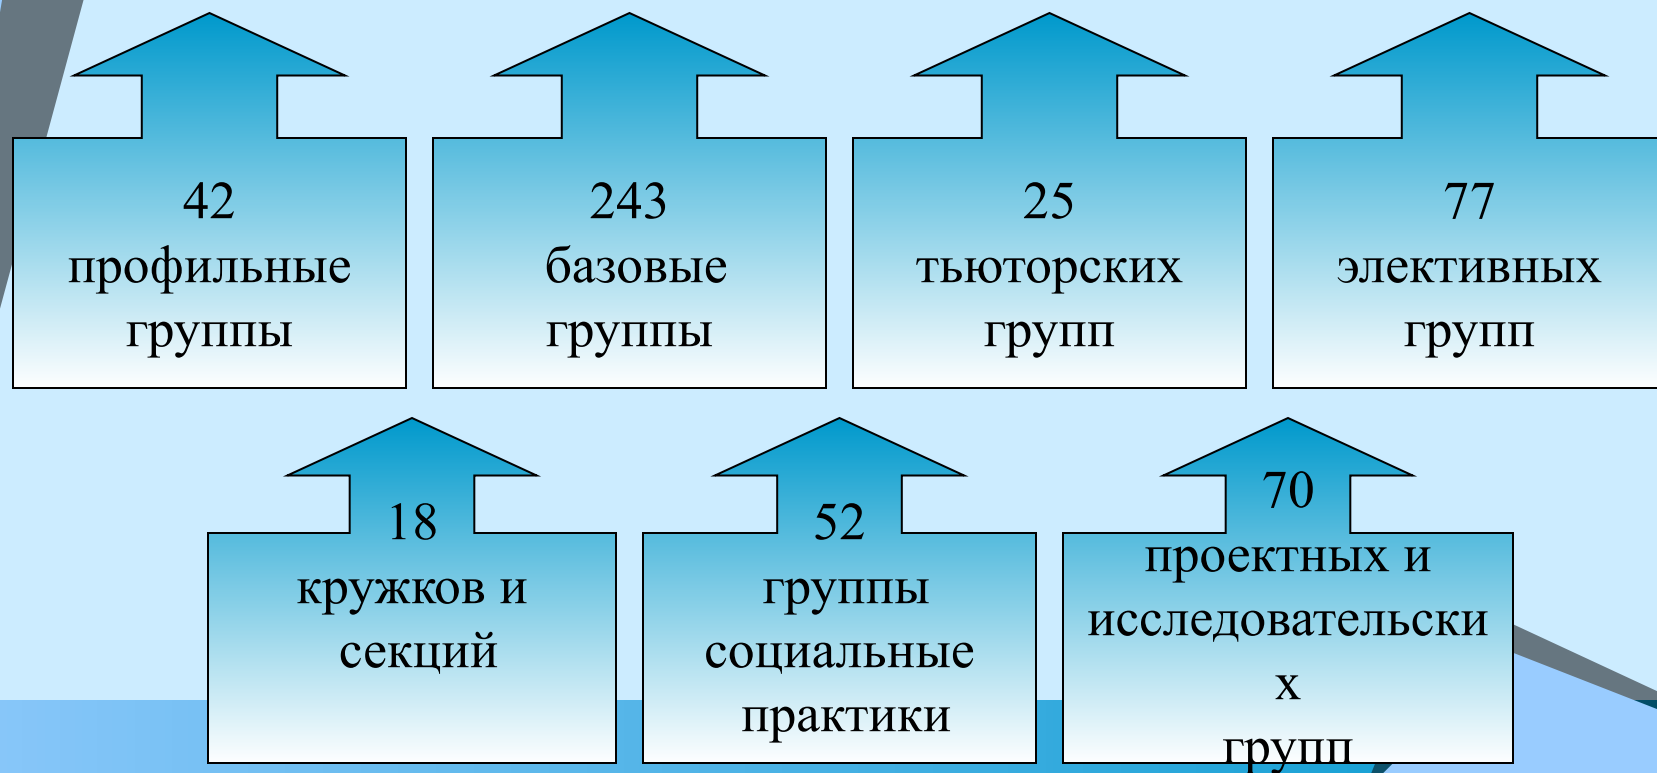 42
профильные
группы
243
базовые
группы
25
тьюторских
групп
77
элективных
групп
18
кружков и
секций
52
группы
социальные
практики
70
проектных и
исследовательски
х
групп